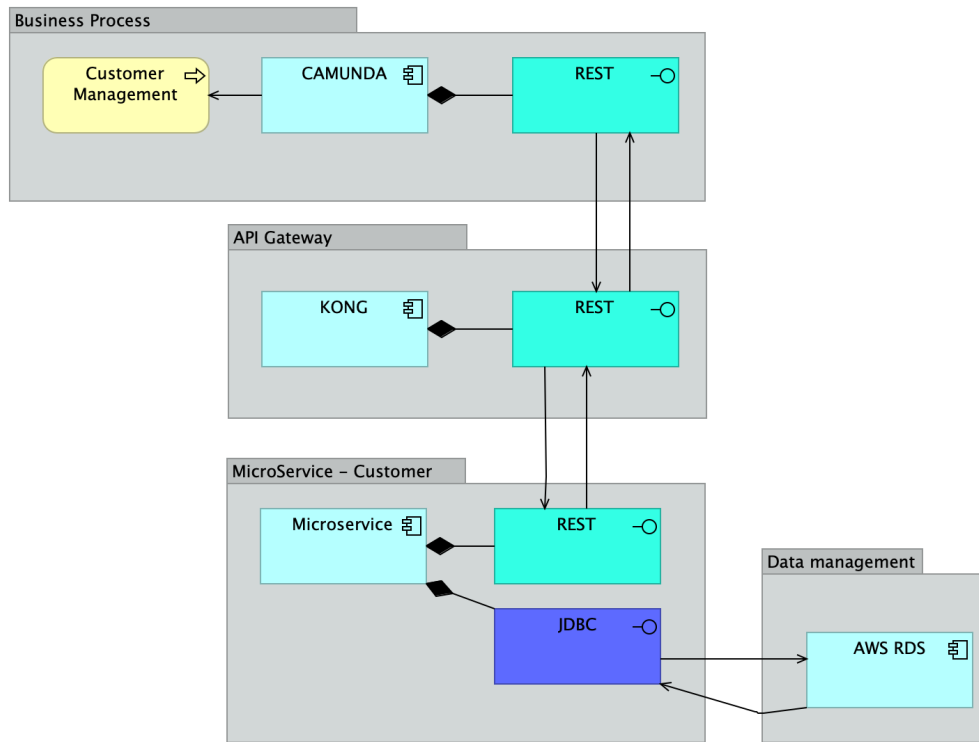 Business Process
Customer
Management
CAMUNDA
REST
API Gateway
KONG
REST
MicroService - Customer
Microservice
REST
JDBC
Data management
AWS RDS